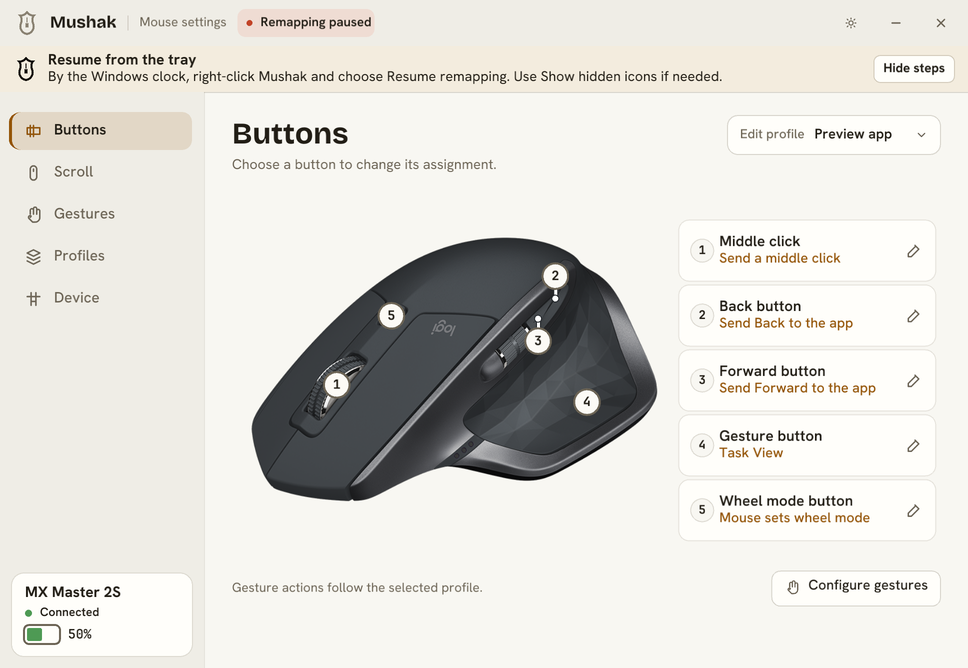 Mushak
Mouse settings
Remapping paused
Resume from the tray
By the Windows clock, right-click Mushak and choose Resume remapping. Use Show hidden icons if needed.
Hide steps
Buttons
Scroll
Gestures
Profiles
Device
MX Master 2S
Connected
50%
Buttons
Choose a button to change its assignment.
Edit profile Preview app
logi
1
2
3
4
5
1
Middle click
Send a middle click
2
Back button
Send Back to the app
3
Forward button
Send Forward to the app
4
Gesture button
Task View
5
Wheel mode button
Mouse sets wheel mode
Gesture actions follow the selected profile.
Configure gestures